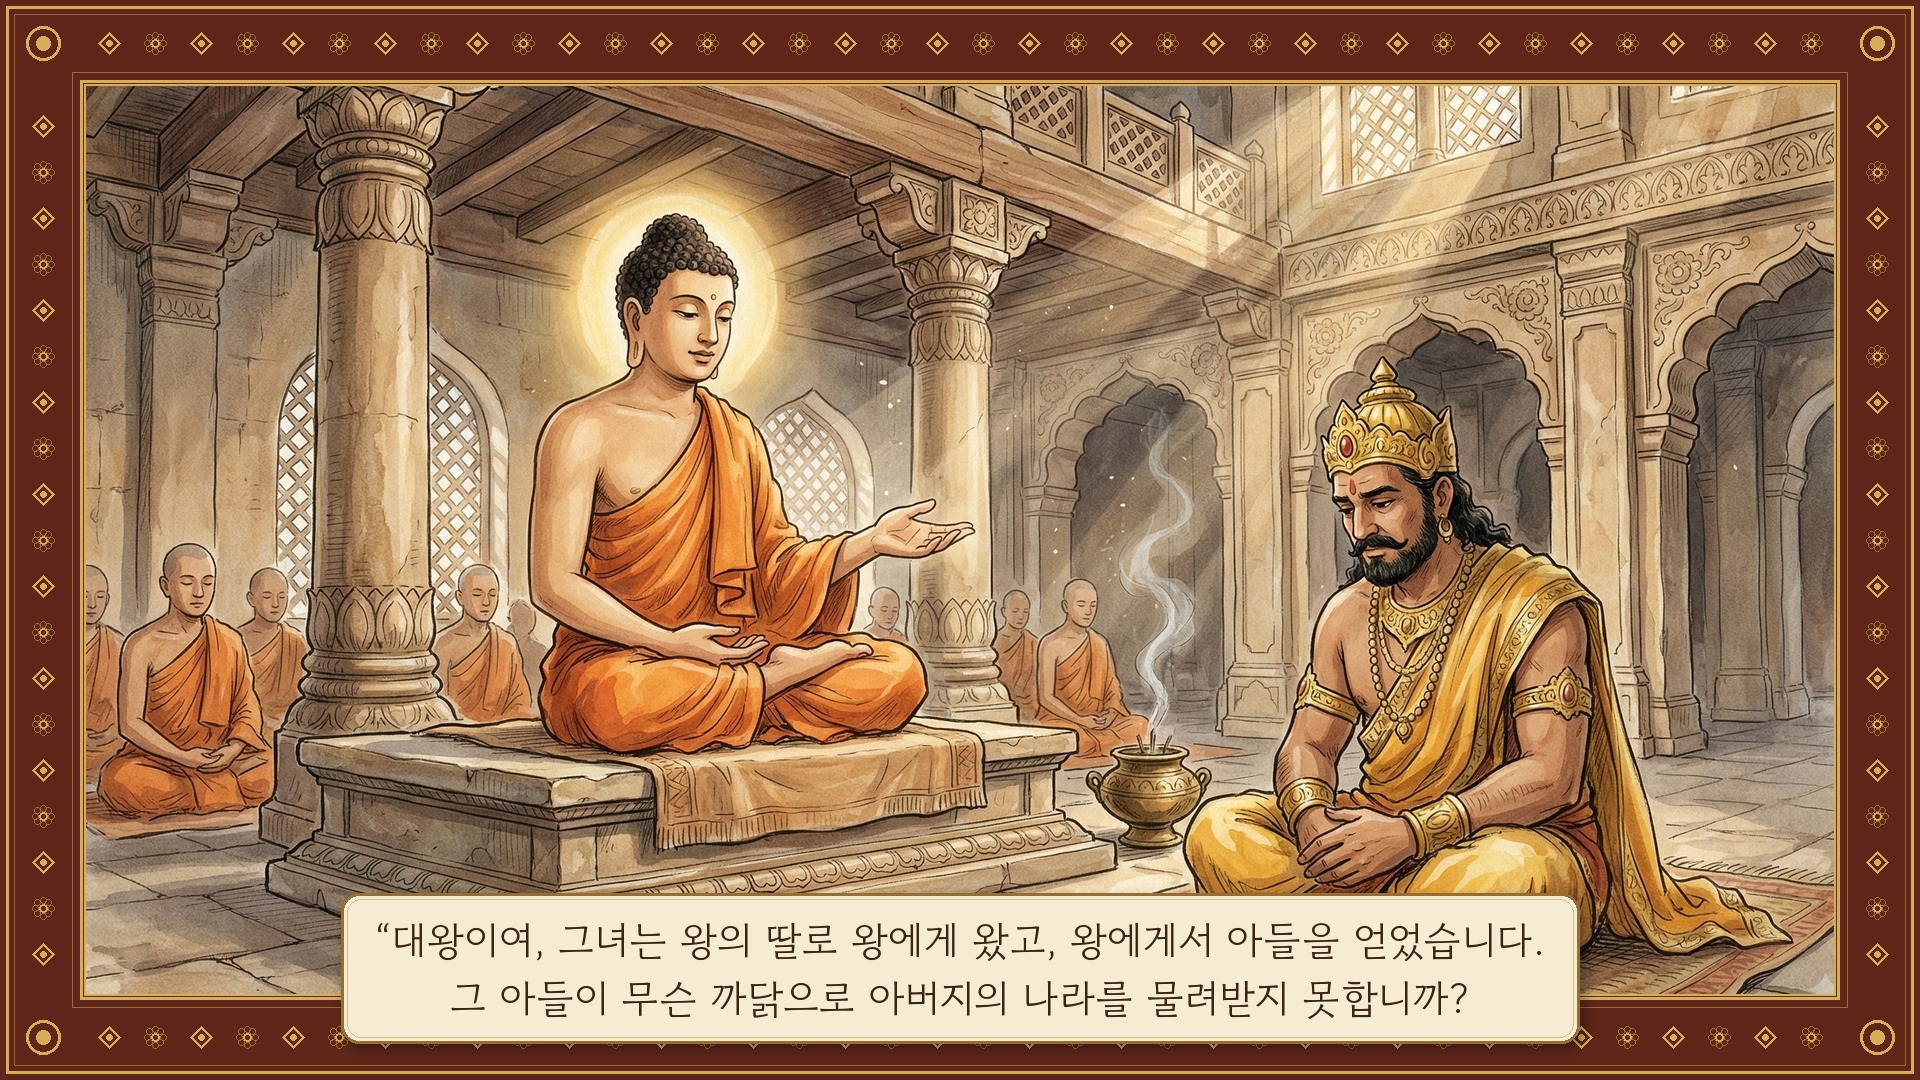 “대왕이여, 그녀는 왕의 딸로 왕에게 왔고, 왕에게서 아들을 얻었습니다.
그 아들이 무슨 까닭으로 아버지의 나라를 물려받지 못합니까?